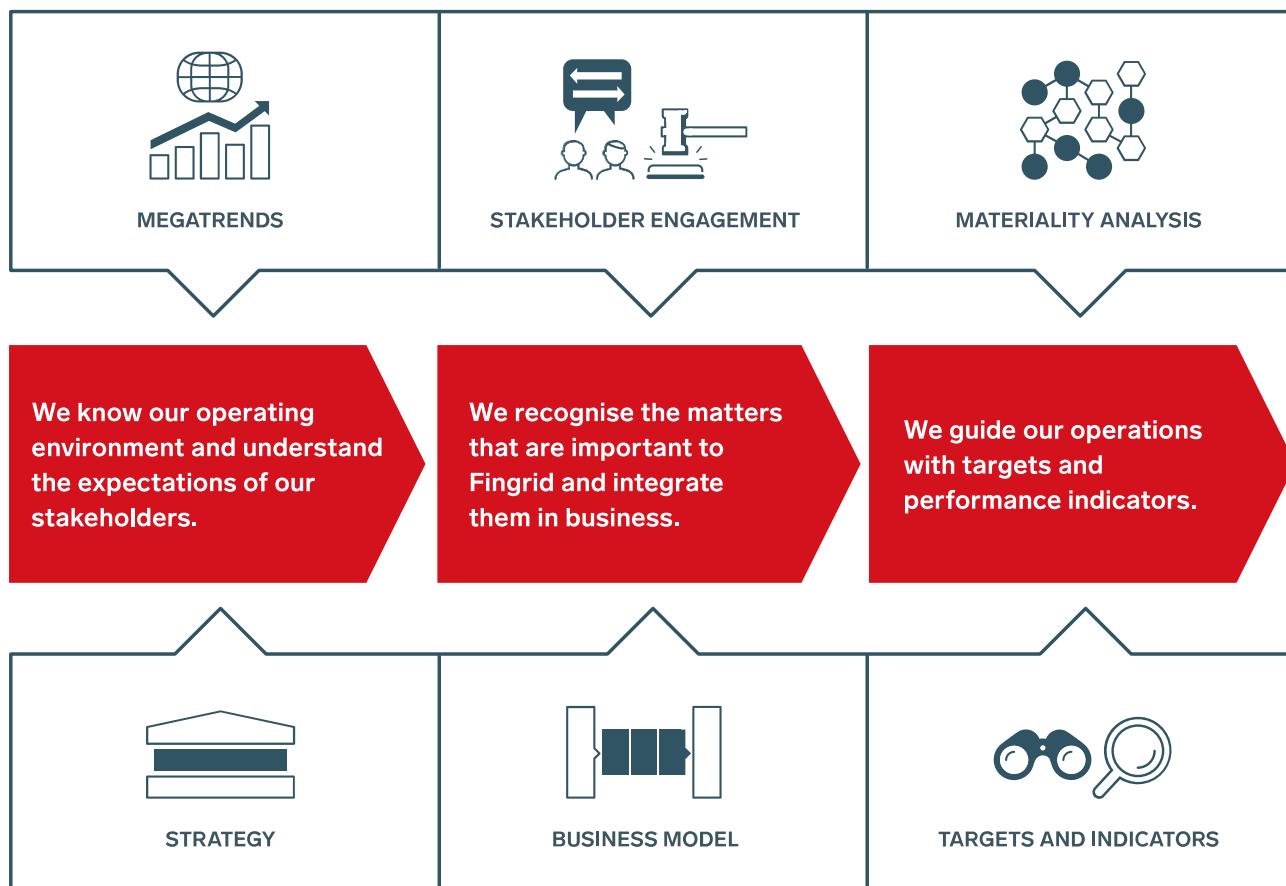 MEGATRENDS
STAKEHOLDER ENGAGEMENT
MATERIALITY ANALYSIS
We know our operating
environment and understand
the expectations of our
stakeholders.
We recognise the matters
that are important to
Fingrid and integrate
them in business.
We guide our operations
with targets and
performance indicators.
STRATEGY
BUSINESS MODEL
TARGETS AND INDICATORS